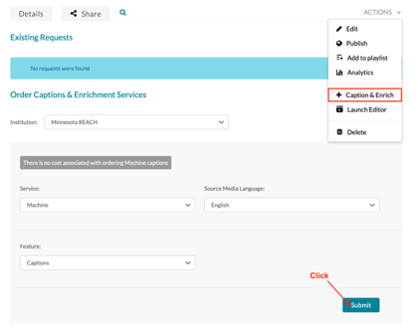 Details
Share
ACTIONS
Edit
Publish
Add to playlist
Analytics
Caption & Enrich
Launch Editor
Delete
Existing Requests
No requests were found
Order Captions & Enrichment Services
Institution: Minnesota REACH
There is no cost associated with ordering Machine captions
Service: Source Media Language:
Machine English
Feature:
Captions
Click
Submit